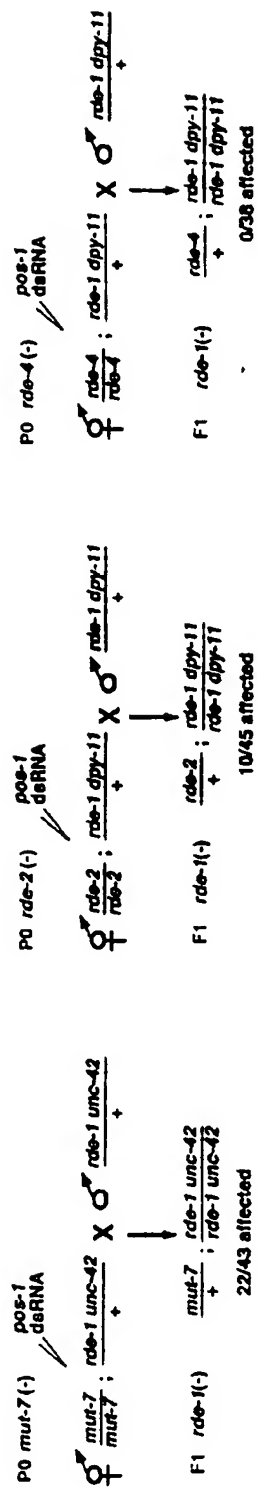 P0 mut-7(-)
pos-1
dsRNA
mut-7
mut-7
;
rde-1 unc-42
+
X
rde-1 unc-42
+
F1 rde-1(-)
mut-7
+
;
rde-1 unc-42
rde-1 unc-42
22/43 affected
P0 rde-2(-)
pos-1
dsRNA
rde-2
rde-2
;
rde-1 dpy-11
+
X
rde-1 dpy-11
+
F1 rde-1(-)
rde-2
+
;
rde-1 dpy-11
rde-1 dpy-11
10/45 affected
P0 rde-4(-)
pos-1
dsRNA
rde-4
rde-4
;
rde-1 dpy-11
+
X
rde-1 dpy-11
+
F1 rde-1(-)
rde-4
+
;
rde-1 dpy-11
rde-1 dpy-11
0/38 affected